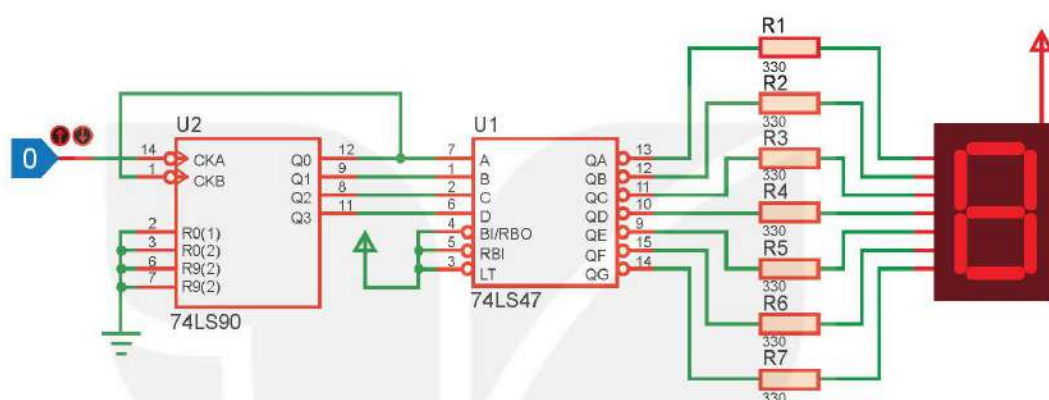 R1
330
R2
330
R3
330
R4
330
R5
330
R6
330
R7
330
0
U2
14 CKA Q0 12
1 CKB Q1 9
Q2 8
Q3 11
2 R0(1)
3 R0(2)
6 R9(2)
7 R9(2)
74LS90
U1
7 A QA 13
1 B QB 12
2 C QC 11
6 D QD 10
4 BI/RBO QE 9
5 RBI QF 15
3 LT QG 14
74LS47